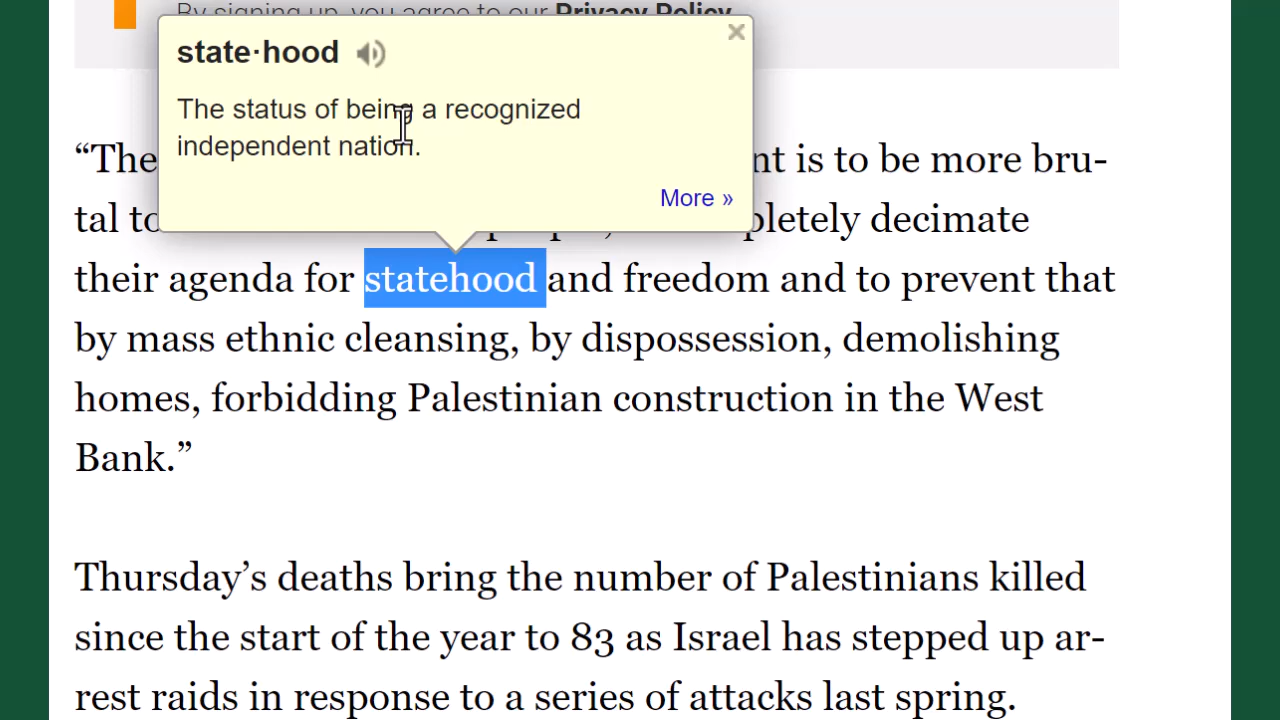 By signing up, you agree to our Privacy Policy
state·hood
×
The status of being a recognized
independent nation.
More »
“The
nt is to be more bru-
tal to
pletely decimate
their agenda for statehood and freedom and to prevent that
by mass ethnic cleansing, by dispossession, demolishing
homes, forbidding Palestinian construction in the West
Bank.”
Thursday’s deaths bring the number of Palestinians killed
since the start of the year to 83 as Israel has stepped up ar-
rest raids in response to a series of attacks last spring.